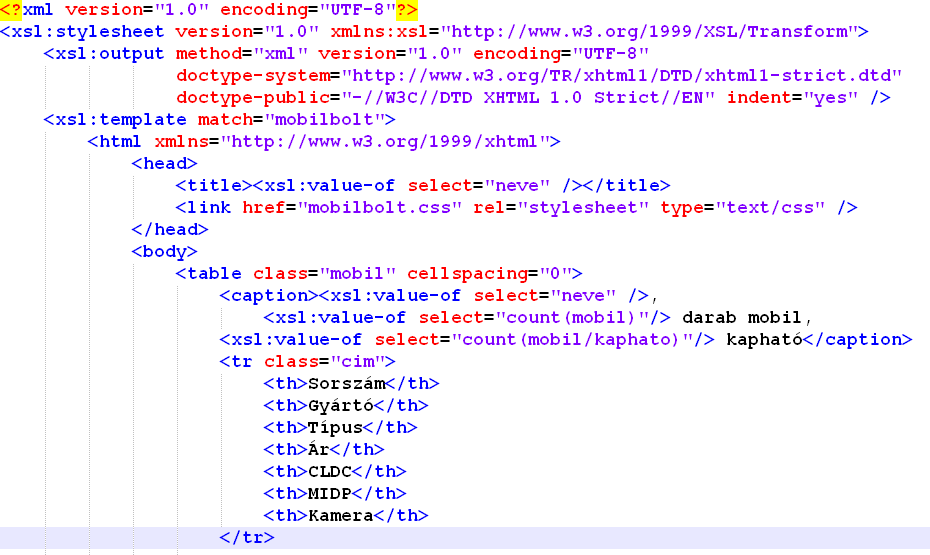 <?xml version="1.0" encoding="UTF-8"?>
<xsl:stylesheet version="1.0" xmlns:xsl="http://www.w3.org/1999/XSL/Transform">
    <xsl:output method="xml" version="1.0" encoding="UTF-8"
                doctype-system="http://www.w3.org/TR/xhtml1/DTD/xhtml1-strict.dtd"
                doctype-public="-//W3C//DTD XHTML 1.0 Strict//EN" indent="yes" />
    <xsl:template match="mobilbolt">
        <html xmlns="http://www.w3.org/1999/xhtml">
            <head>
                <title><xsl:value-of select="neve" /></title>
                <link href="mobilbolt.css" rel="stylesheet" type="text/css" />
            </head>
            <body>
                <table class="mobil" cellspacing="0">
                    <caption><xsl:value-of select="neve" />,
                        <xsl:value-of select="count(mobil)"/> darab mobil,
                    <xsl:value-of select="count(mobil/kaphato)"/> kapható</caption>
                    <tr class="cim">
                        <th>Sorszám</th>
                        <th>Gyártó</th>
                        <th>Típus</th>
                        <th>Ár</th>
                        <th>CLDC</th>
                        <th>MIDP</th>
                        <th>Kamera</th>
                    </tr>